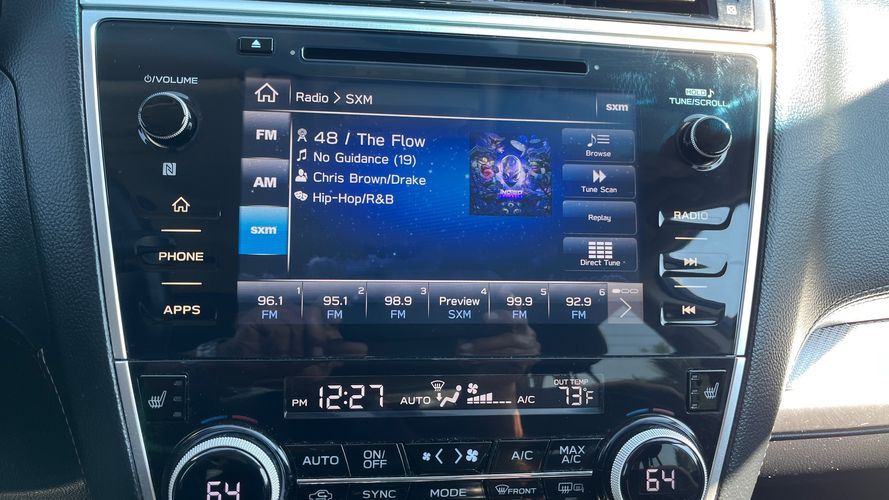 ⏻/VOLUME
HOLD ♪
TUNE/SCROLL
Radio > SXM
sxm
FM
AM
sxm
48 / The Flow
No Guidance (19)
Chris Brown/Drake
Hip-Hop/R&B
Browse
Tune Scan
Replay
Direct Tune
1 2 3 4 5 6
96.1 95.1 98.9 Preview 99.9 92.9
FM FM FM SXM FM FM
PHONE
APPS
RADIO
PM 12:27 AUTO A/C OUT TEMP 73°F
AUTO ON/OFF A/C MAX A/C
64 64
SYNC MODE FRONT